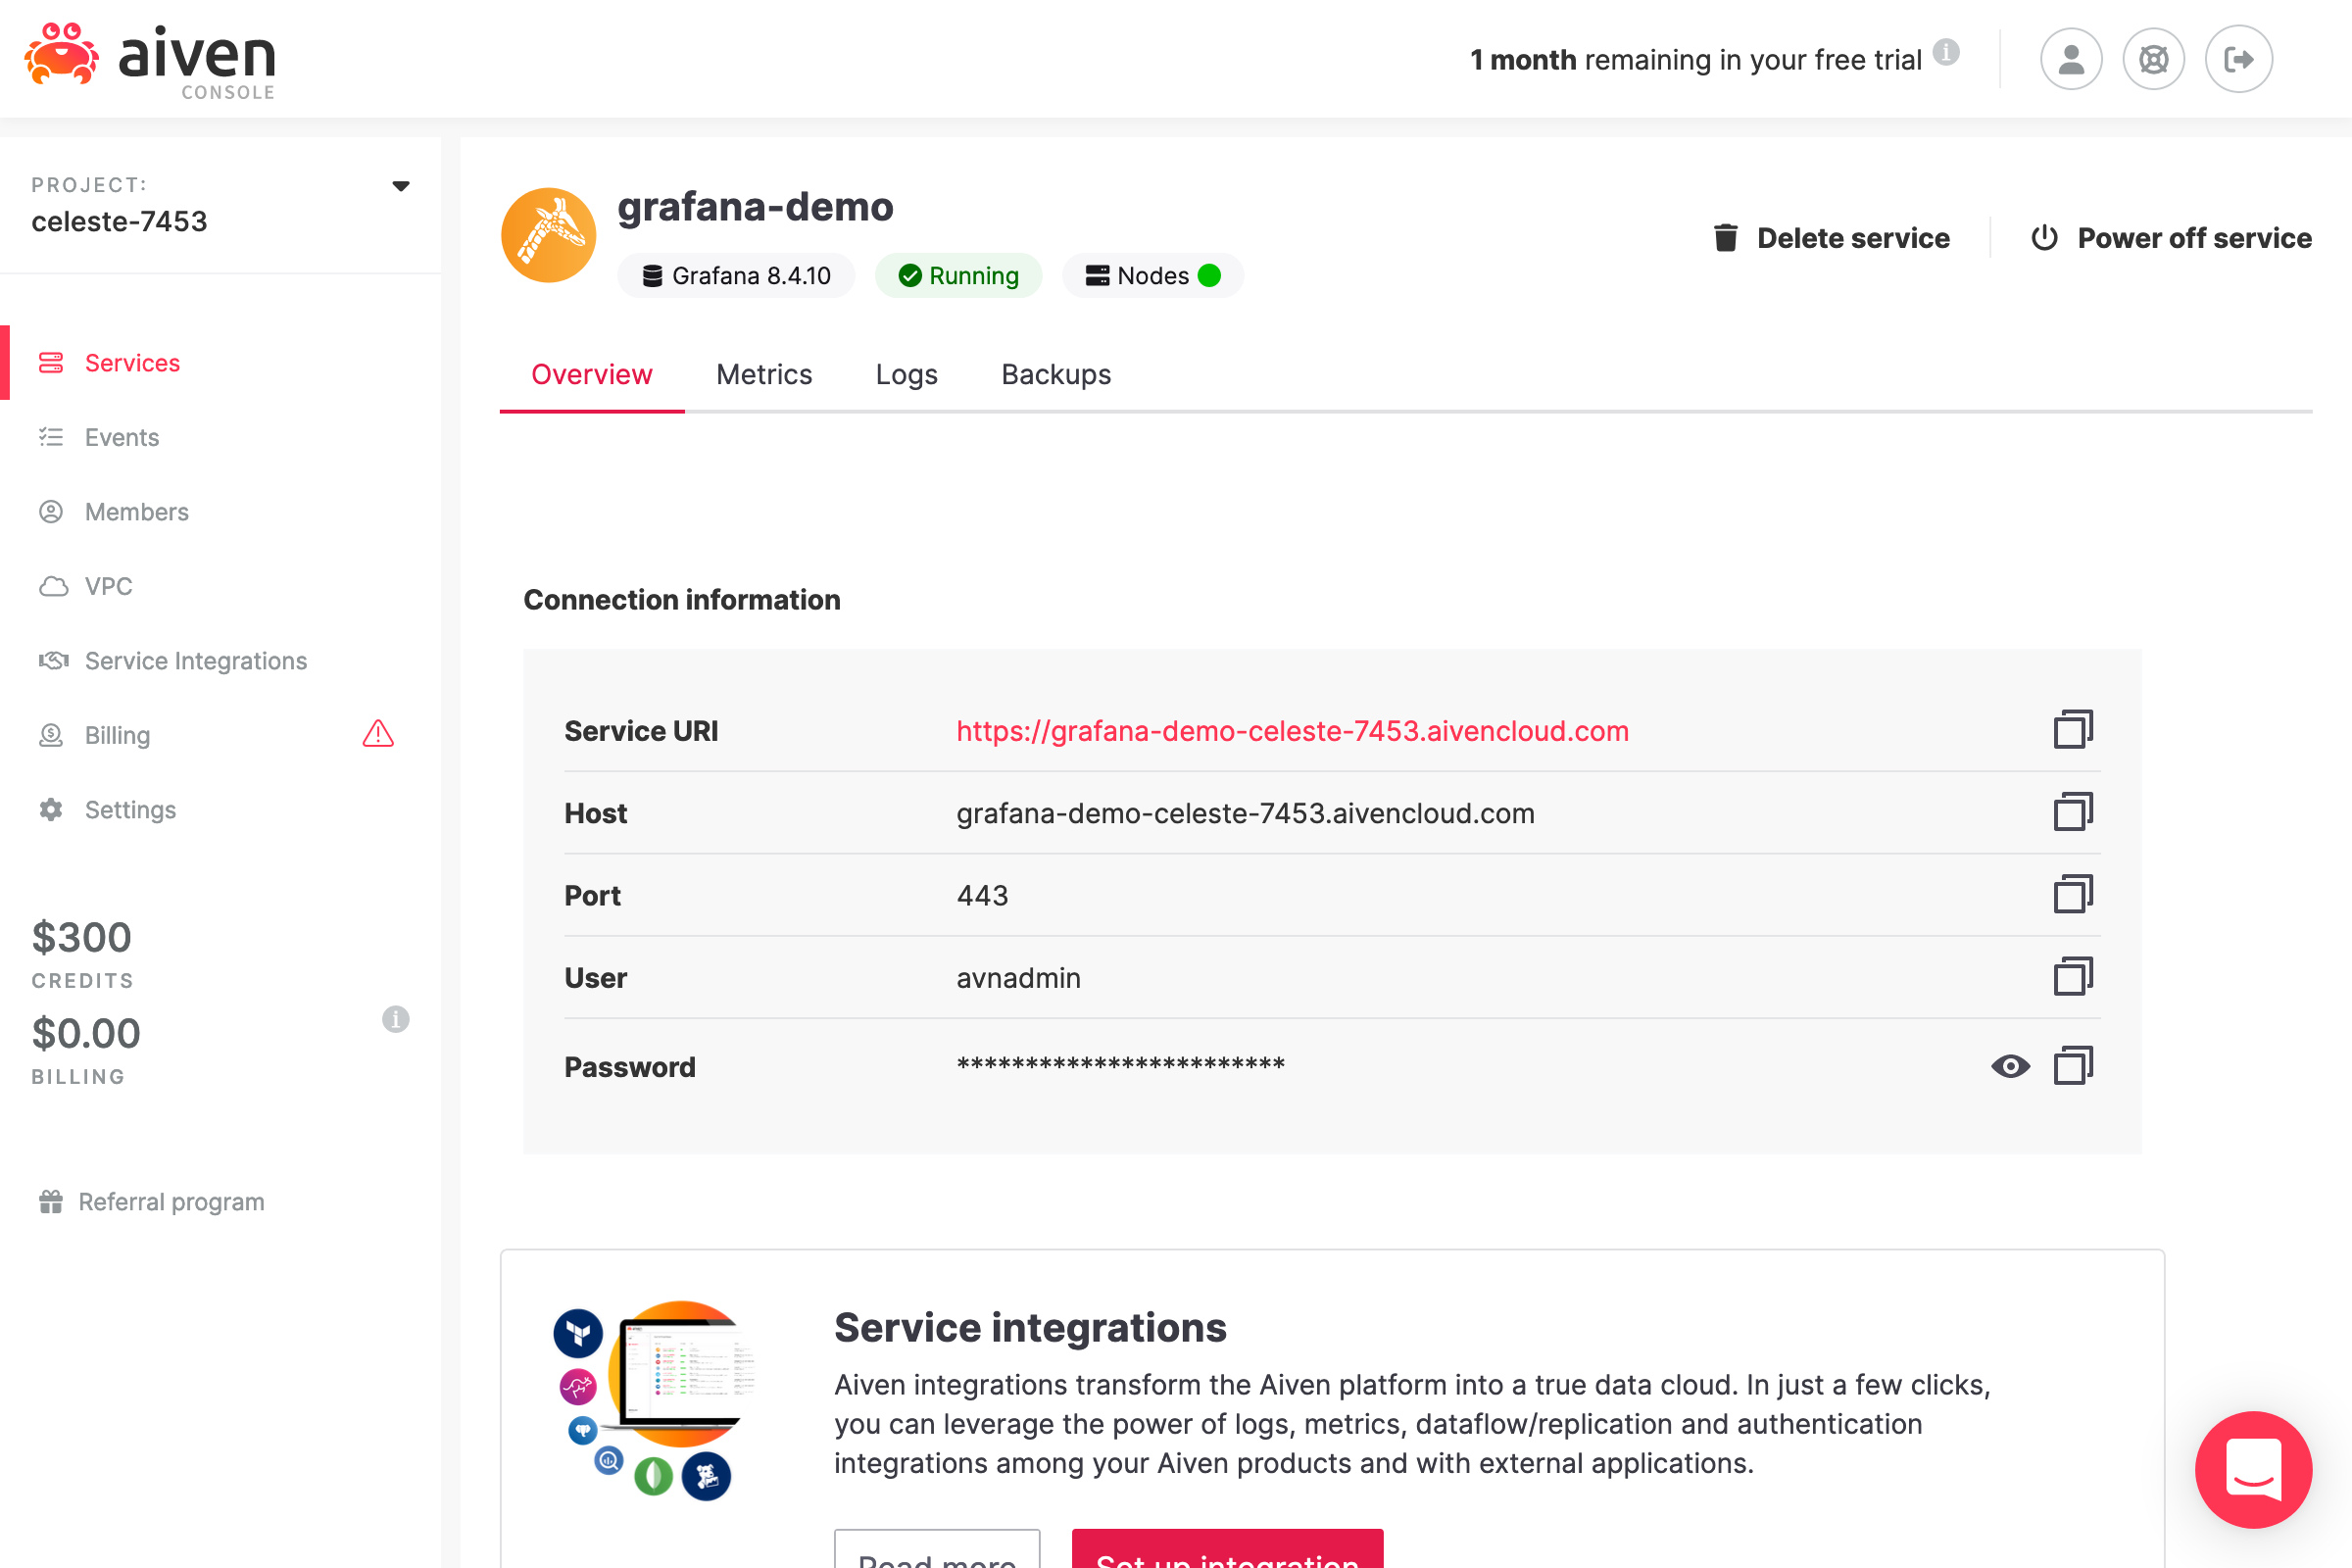 aiven
CONSOLE
1 month remaining in your free trial
PROJECT:
celeste-7453
Services
Events
Members
VPC
Service Integrations
Billing
Settings
$300
CREDITS
$0.00
BILLING
Referral program
grafana-demo
Grafana 8.4.10
Running
Nodes
Delete service
Power off service
Overview
Metrics
Logs
Backups
Connection information
Service URI
https://grafana-demo-celeste-7453.aivencloud.com
Host
grafana-demo-celeste-7453.aivencloud.com
Port
443
User
avnadmin
Password
************************
Service integrations
Aiven integrations transform the Aiven platform into a true data cloud. In just a few clicks,
you can leverage the power of logs, metrics, dataflow/replication and authentication
integrations among your Aiven products and with external applications.
Read more
Set up integration